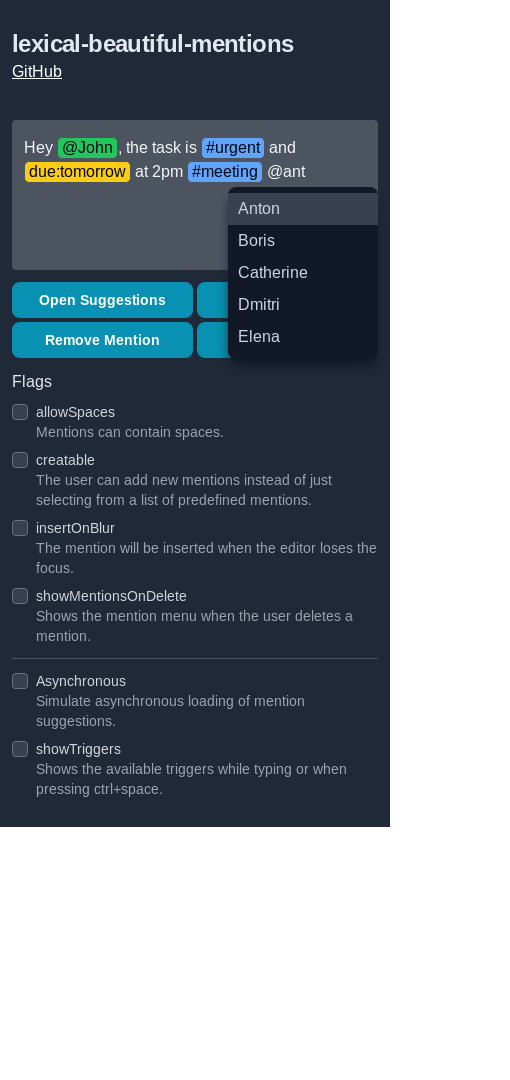 lexical-beautiful-mentions
GitHub
Hey @John, the task is #urgent and
due:tomorrow at 2pm #meeting @ant
Anton
Boris
Catherine
Dmitri
Elena
Open Suggestions
Remove Mention
Flags
allowSpaces
Mentions can contain spaces.
creatable
The user can add new mentions instead of just
selecting from a list of predefined mentions.
insertOnBlur
The mention will be inserted when the editor loses the
focus.
showMentionsOnDelete
Shows the mention menu when the user deletes a
mention.
Asynchronous
Simulate asynchronous loading of mention
suggestions.
showTriggers
Shows the available triggers while typing or when
pressing ctrl+space.